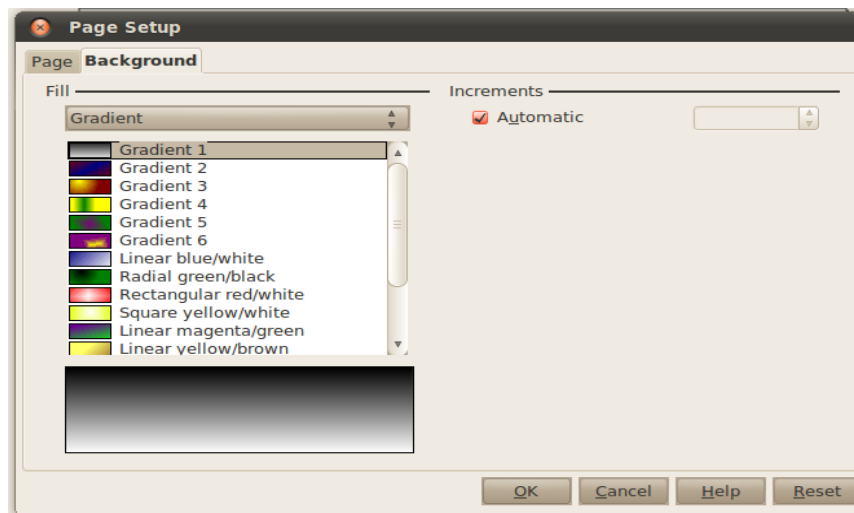 Page Setup
Page Background
Fill
Gradient
Gradient 1
Gradient 2
Gradient 3
Gradient 4
Gradient 5
Gradient 6
Linear blue/white
Radial green/black
Rectangular red/white
Square yellow/white
Linear magenta/green
Linear yellow/brown
Increments
Automatic
OK Cancel Help Reset